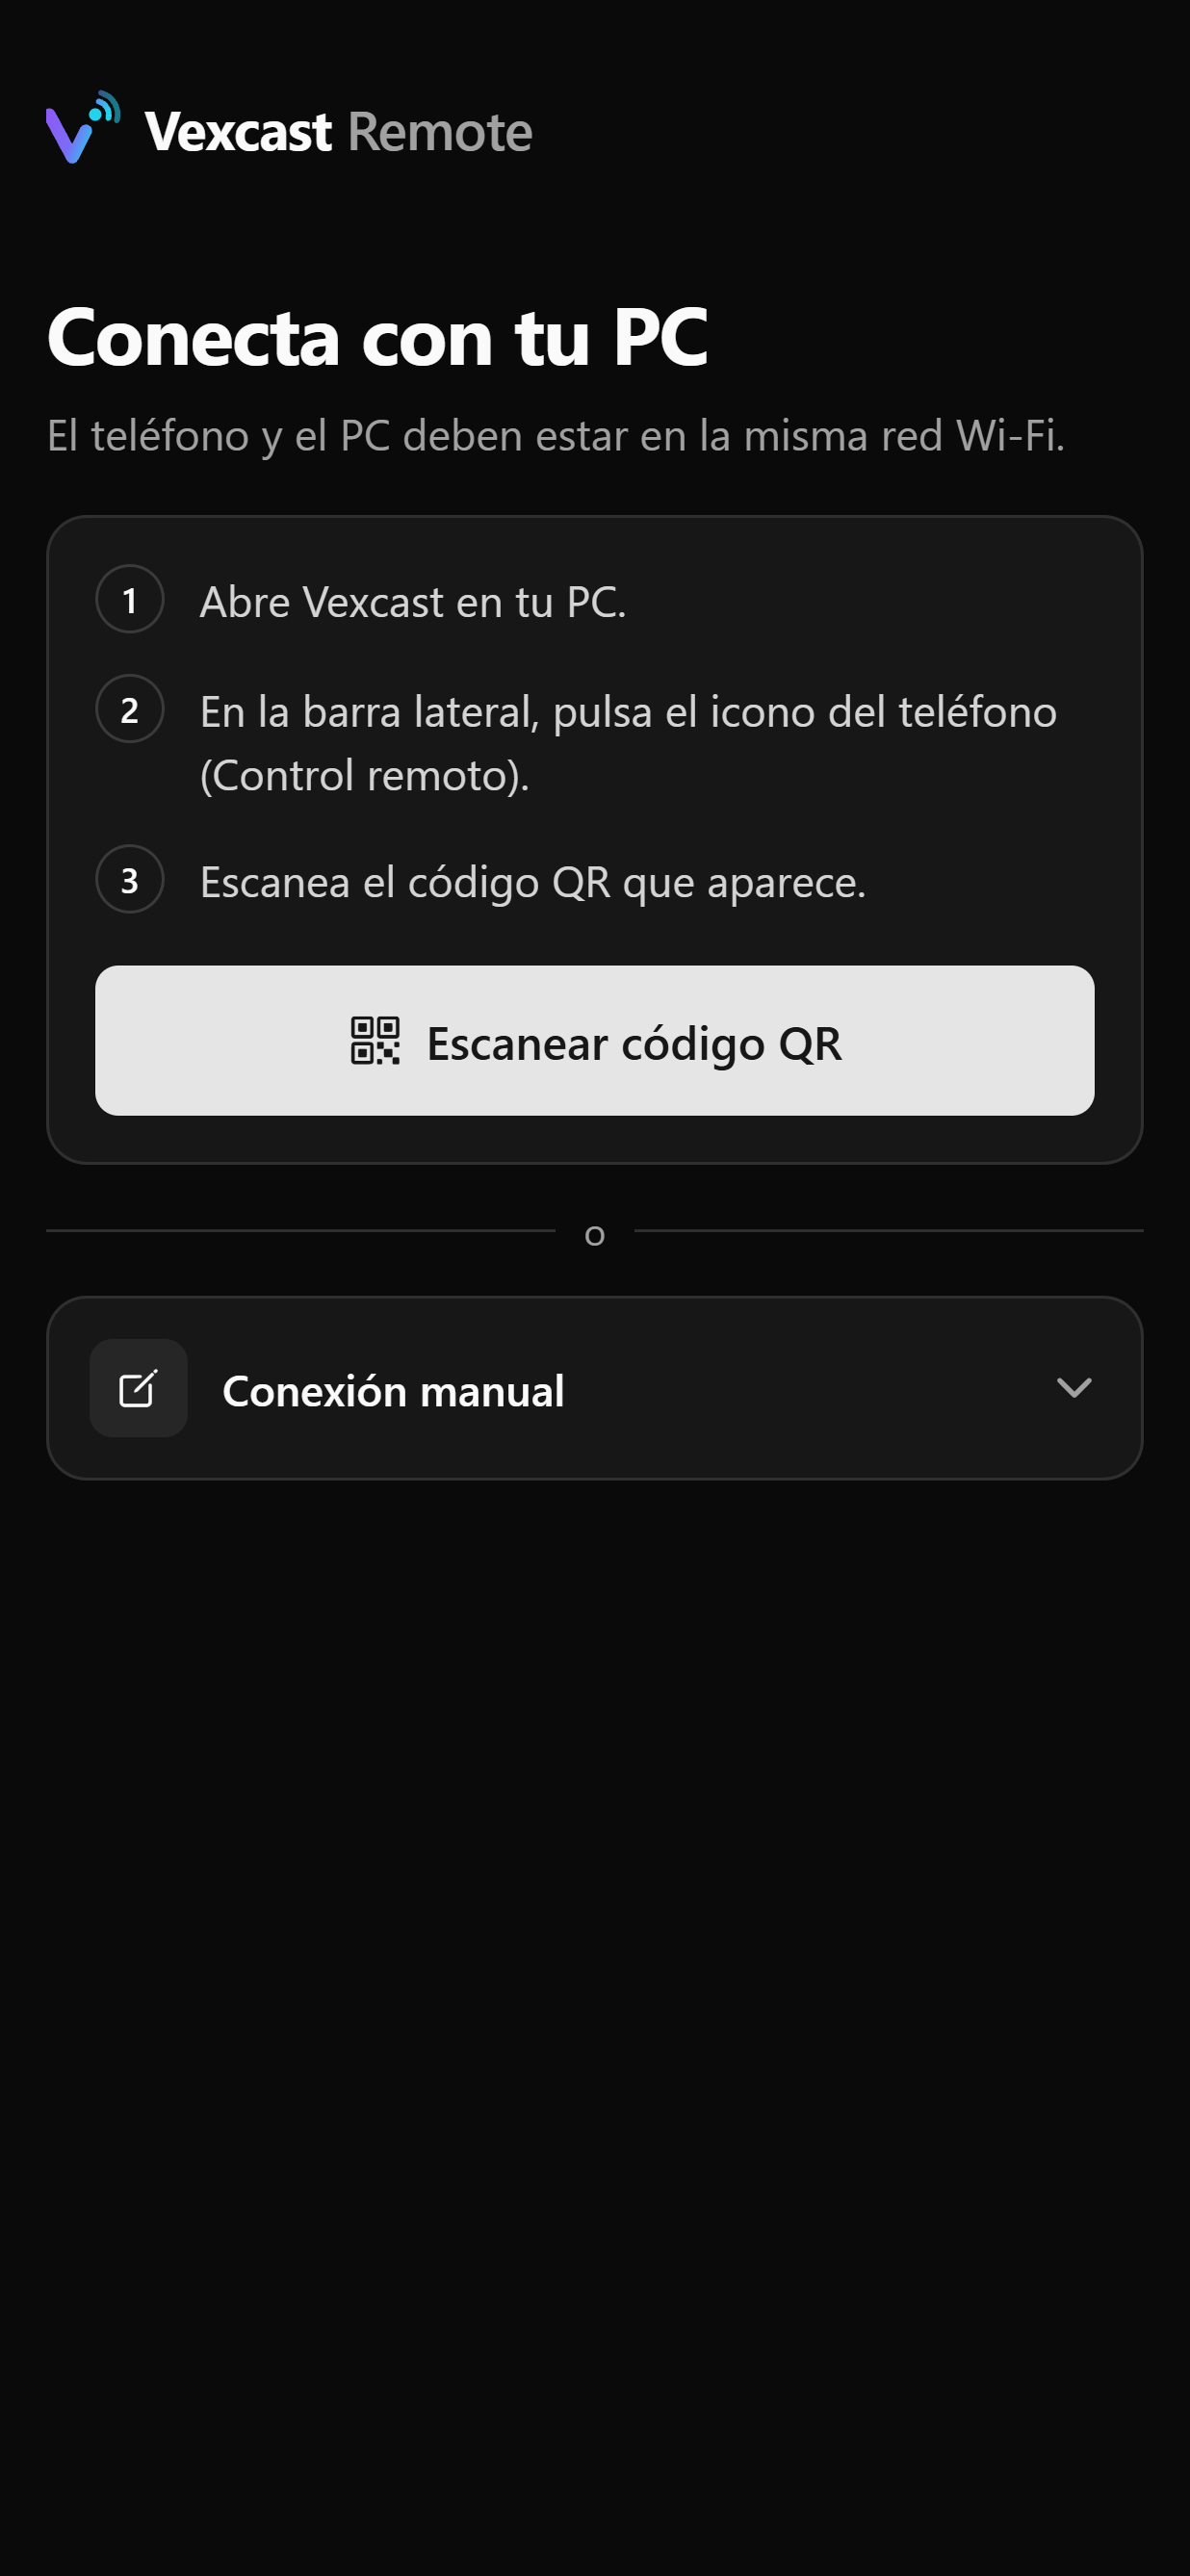 Vexcast Remote
Conecta con tu PC
El teléfono y el PC deben estar en la misma red Wi-Fi.
1 Abre Vexcast en tu PC.
2 En la barra lateral, pulsa el icono del teléfono
(Control remoto).
3 Escanea el código QR que aparece.
Escanear código QR
o
Conexión manual